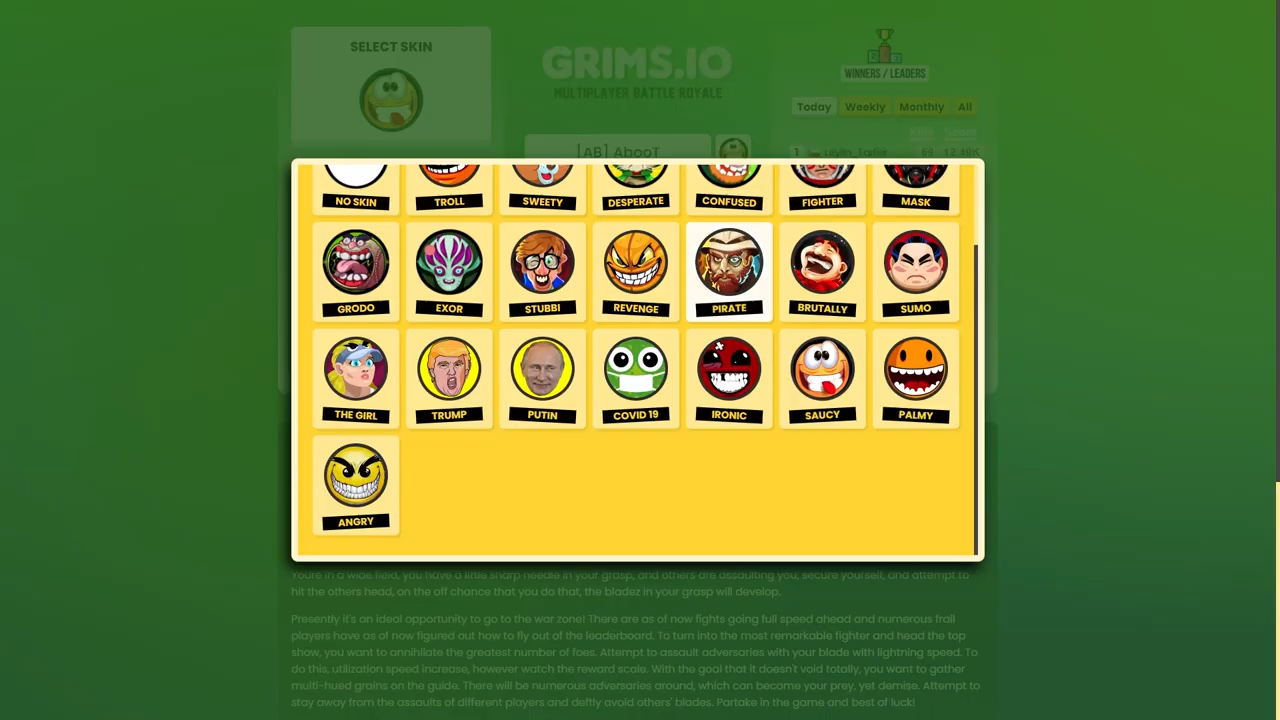 SELECT SKIN
GRIMS.IO
MULTIPLAYER BATTLE ROYALE
WINNERS / LEADERS
Today Weekly Monthly All
Kills Score
[AB] AbooT
1 69 12.49K
NO SKIN TROLL SWEETY DESPERATE CONFUSED FIGHTER MASK
GRODO EXOR STUBBI REVENGE PIRATE BRUTALLY SUMO
THE GIRL TRUMP PUTIN COVID 19 IRONIC SAUCY PALMY
ANGRY
Youre in a wide field, you have a little sharp needle in your grasp, and others are assaulting you, secure yourself, and attempt to
hit the others head, on the off chance that you do that, the bladez in your grasp will develop.
Presently it's an ideal opportunity to go to the war zone! There are as of now fights going full speed ahead and numerous frail
players have as of now figured out how to fly out of the leaderboard. To turn into the most remarkable fighter and head the top
show, you want to annihilate the greatest number of foes. Attempt to assault adversaries with your blade with lightning speed. To
do this, utilization speed increase, however watch the reward scale. With the goal that it doesn't void totally, you want to gather
multi-hued grains on the guide. There will be numerous adversaries around, which can become your prey, yet demise. Attempt to
stay away from the assaults of different players and deftly avoid others' blades. Partake in the game and best of luck!